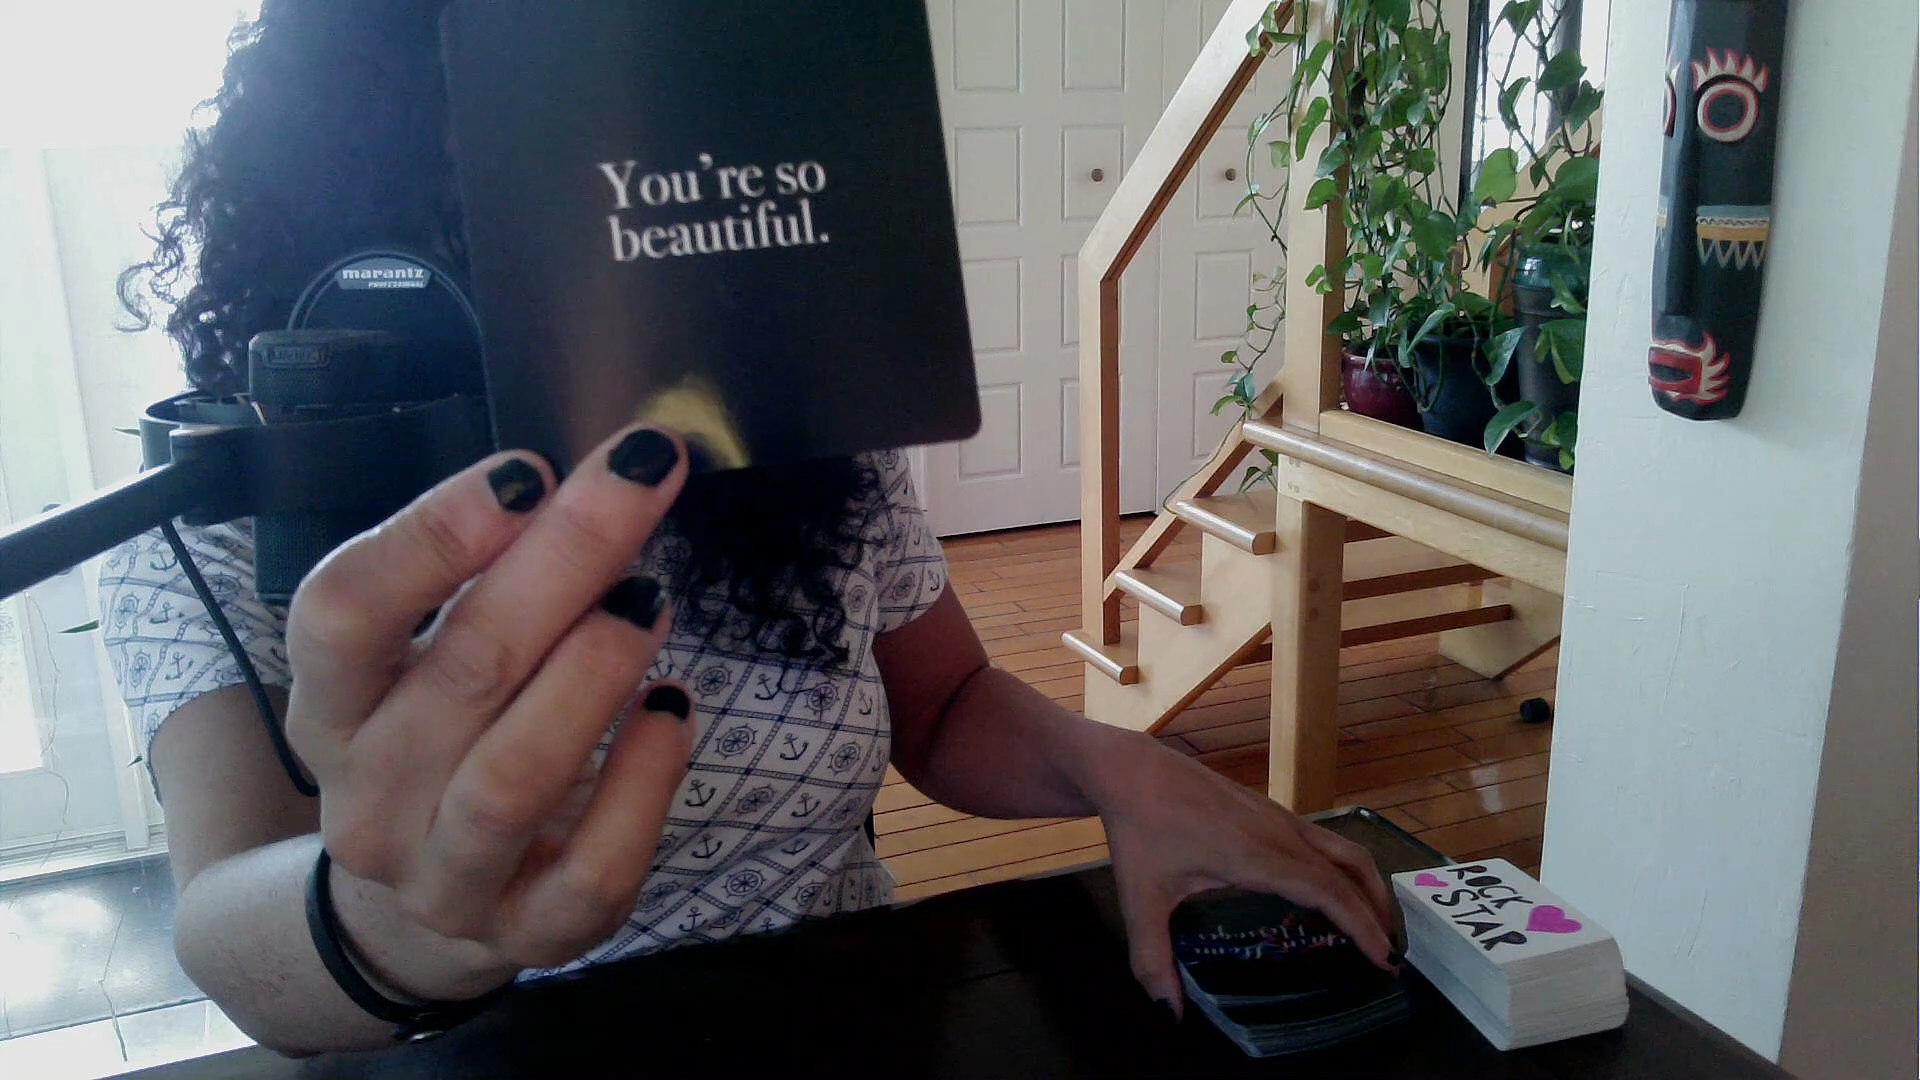 marantz
PROFESSIONAL
You're so
beautiful.
ROCK
STAR